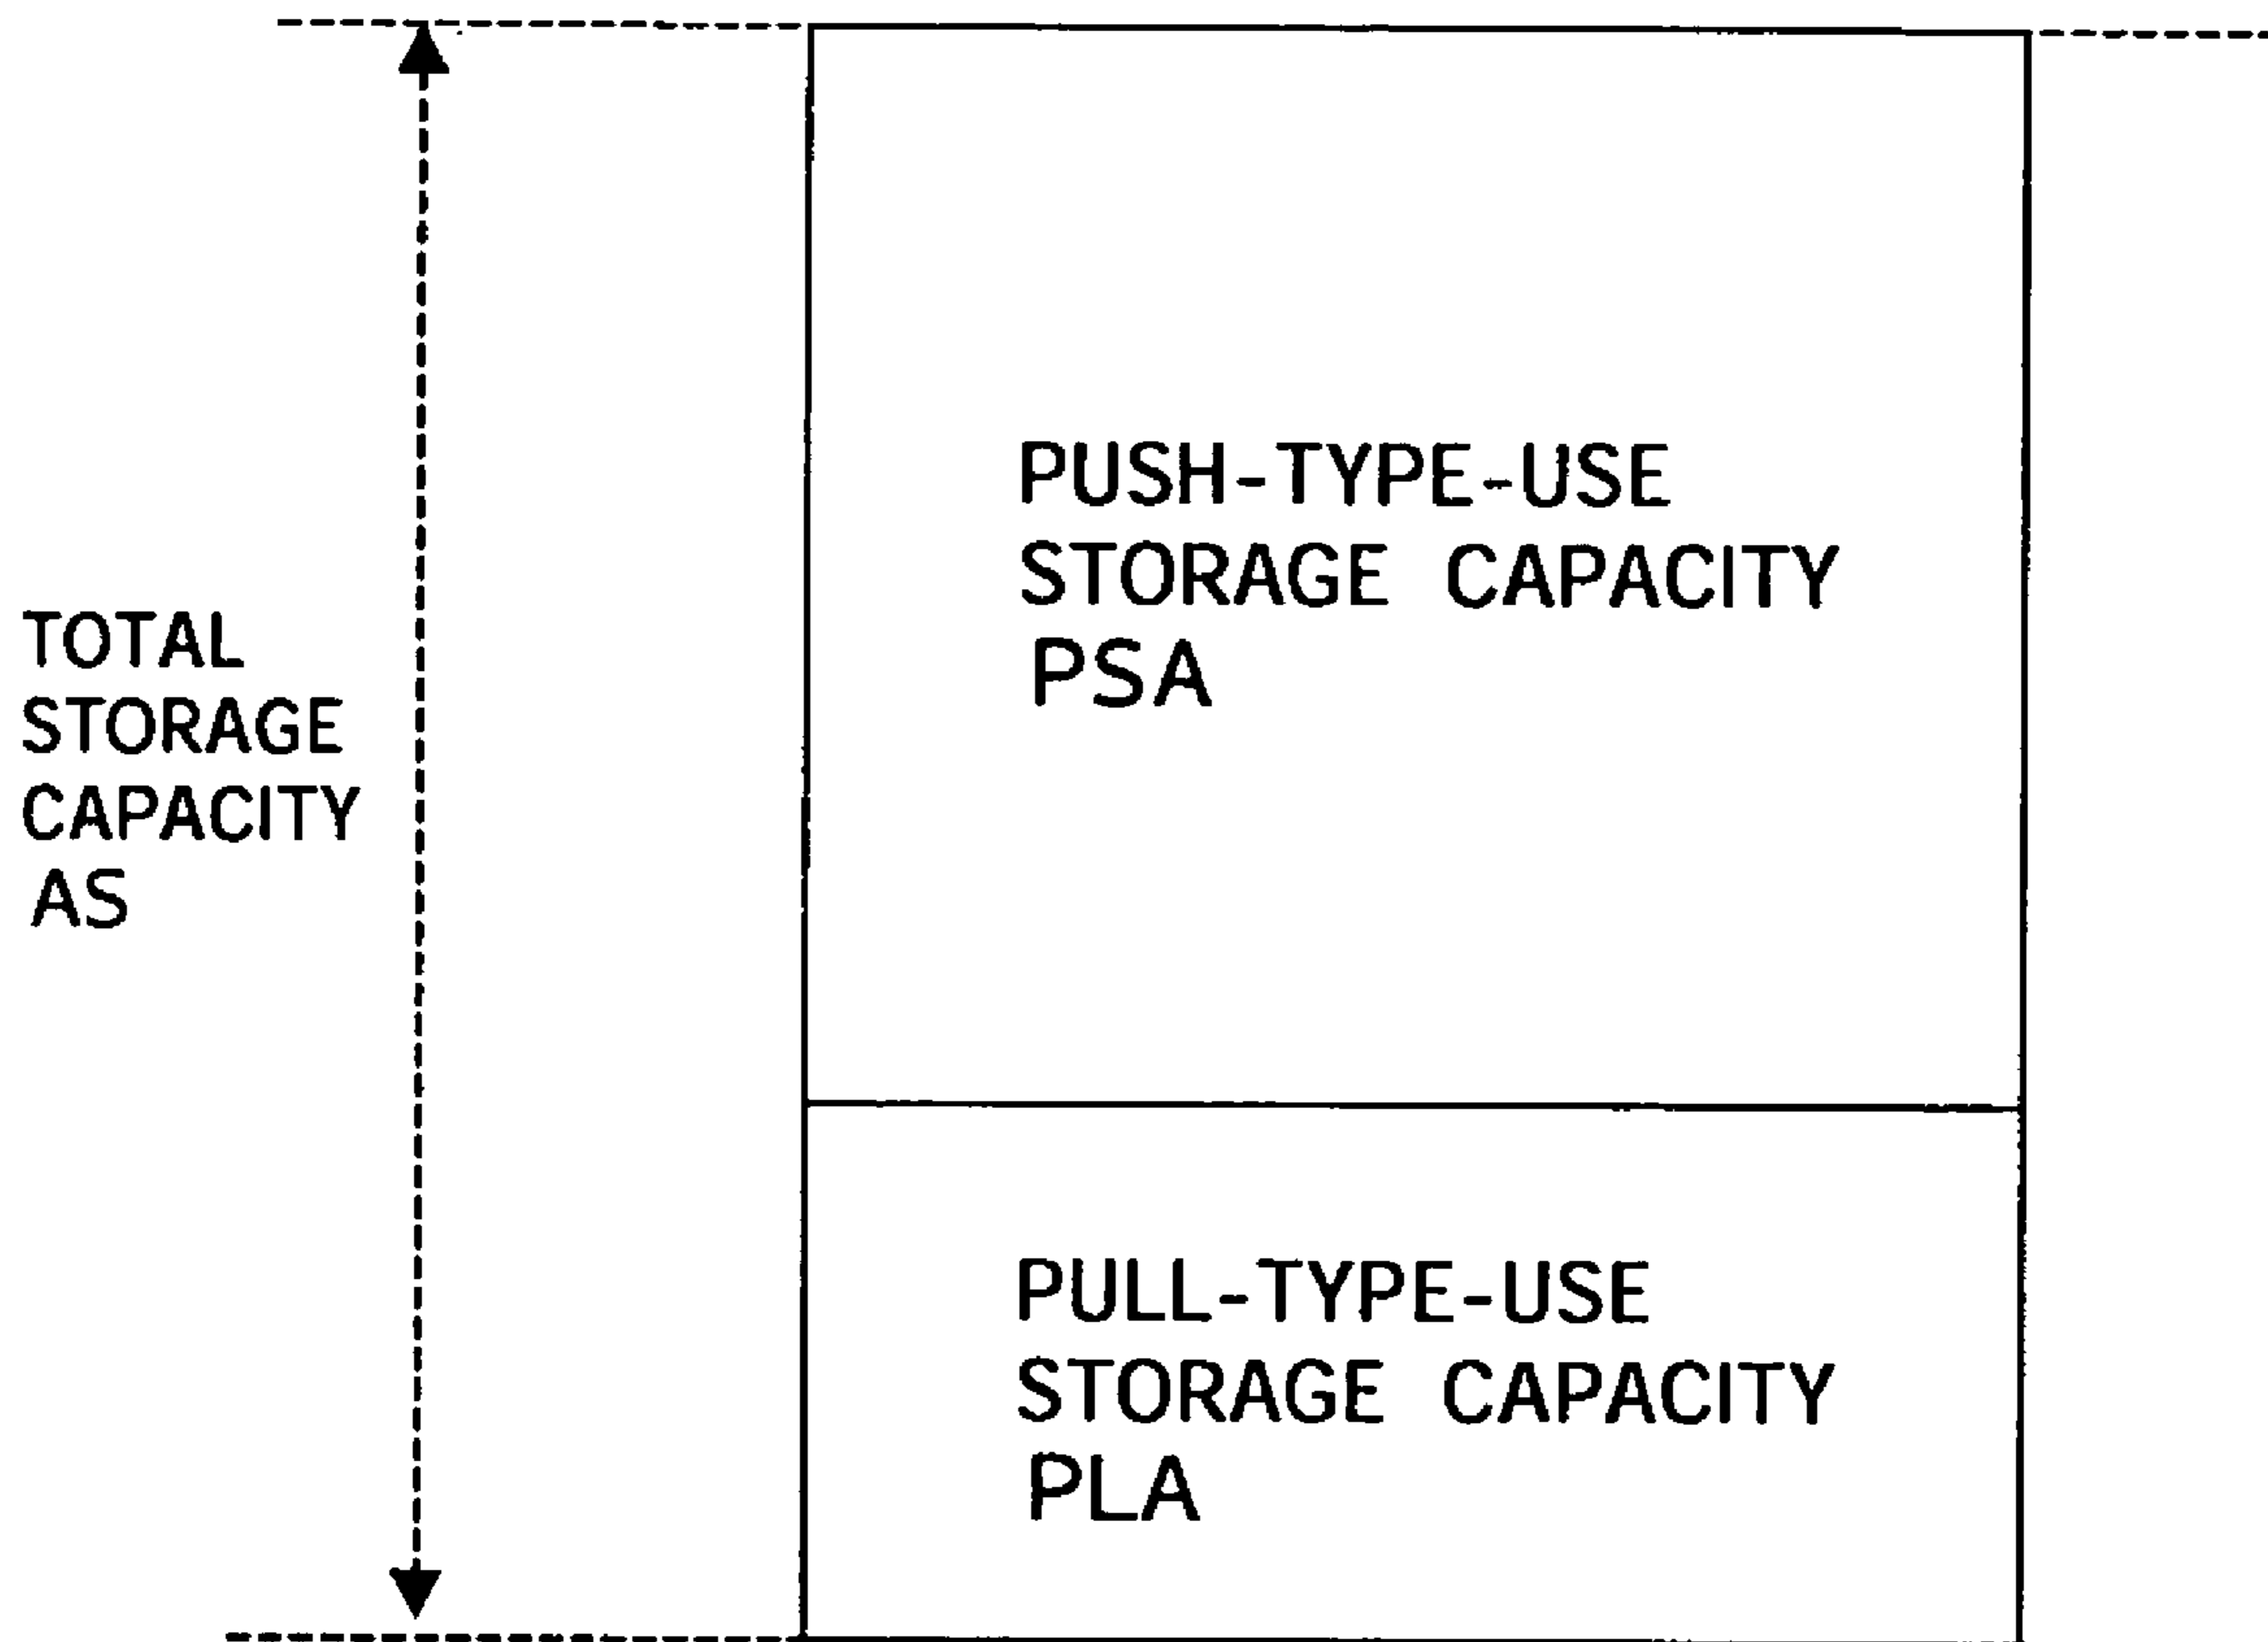 TOTAL
STORAGE
CAPACITY
AS
PUSH-TYPE-USE
STORAGE CAPACITY
PSA
PULL-TYPE-USE
STORAGE CAPACITY
PLA